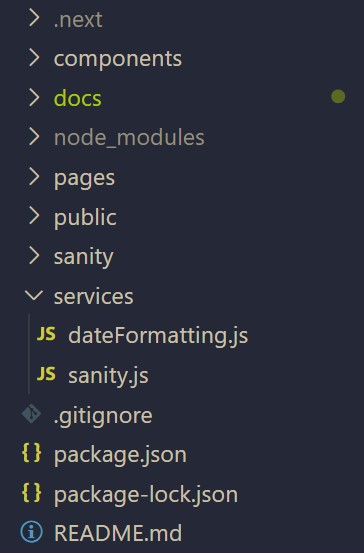 .next
components
docs
node_modules
pages
public
sanity
services
JS dateFormatting.js
JS sanity.js
.gitignore
{} package.json
{} package-lock.json
README.md